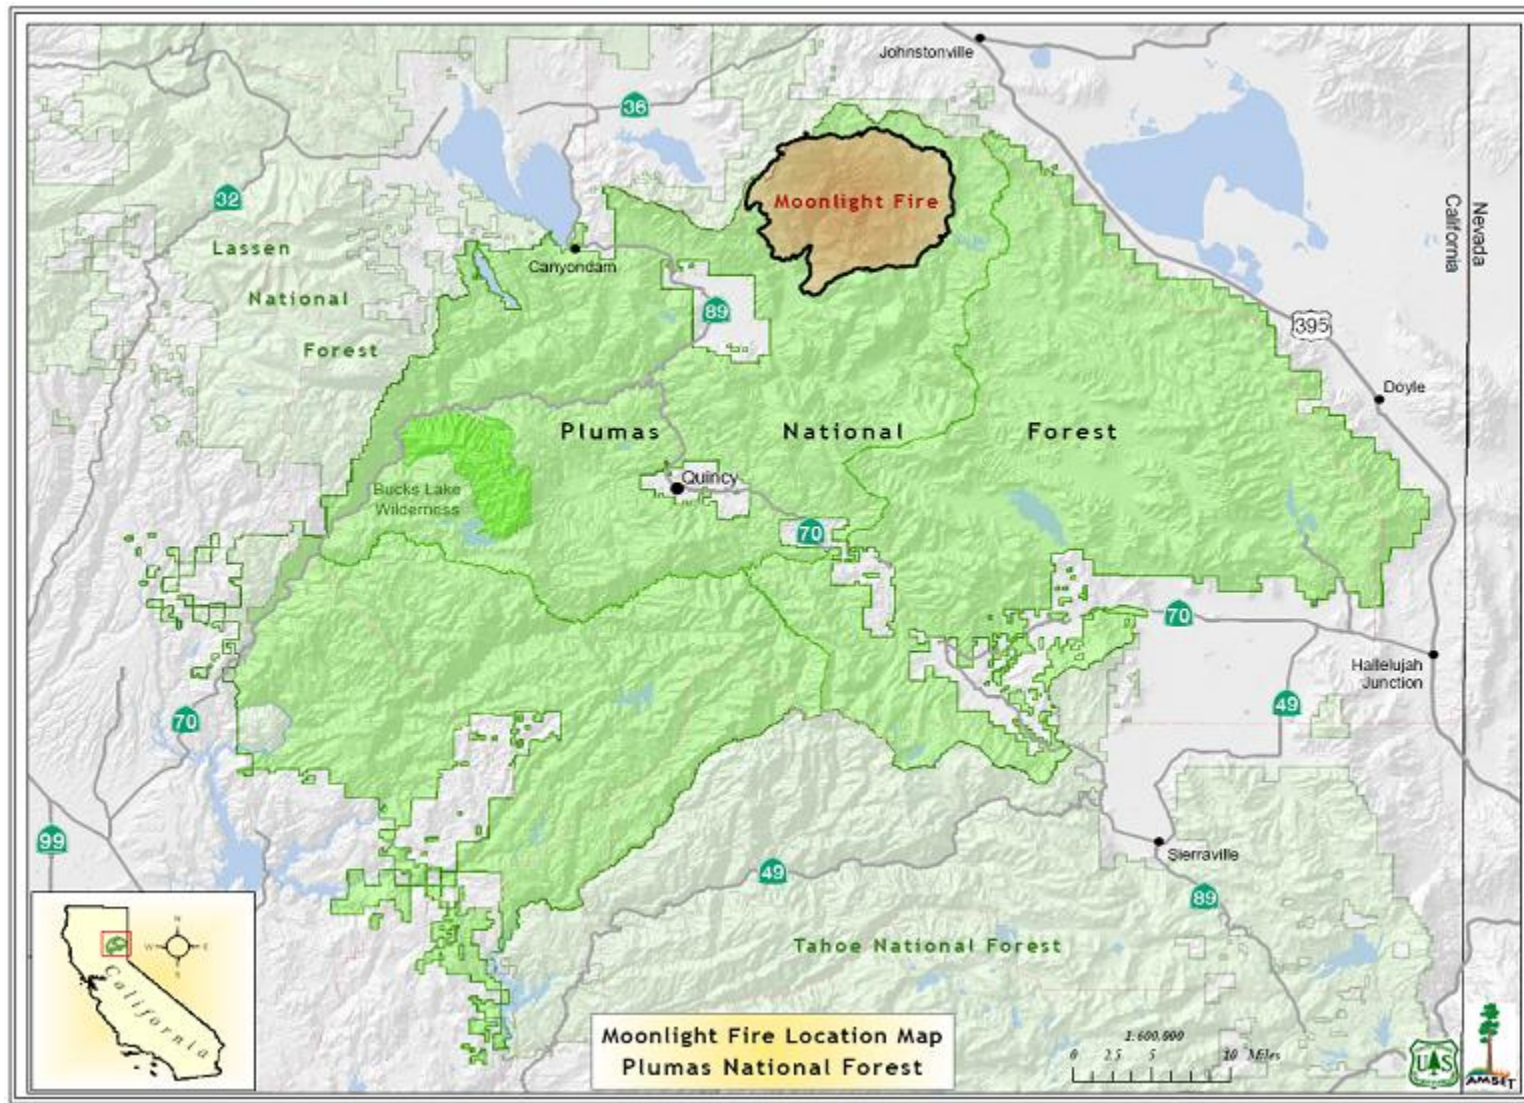 Johnstonville
36
Moonlight Fire
32
Lassen
National
Forest
Nevada
California
Canyondam
89
395
Doyle
Plumas National Forest
Bucks Lake
Wilderness
Quincy
70
70
Hallelujah
Junction
49
70
99
Sierraville
49
89
Tahoe National Forest
N
W E
S
California
Moonlight Fire Location Map
Plumas National Forest
1:600,000
0 2.5 5 10 Miles
U S
AMSET